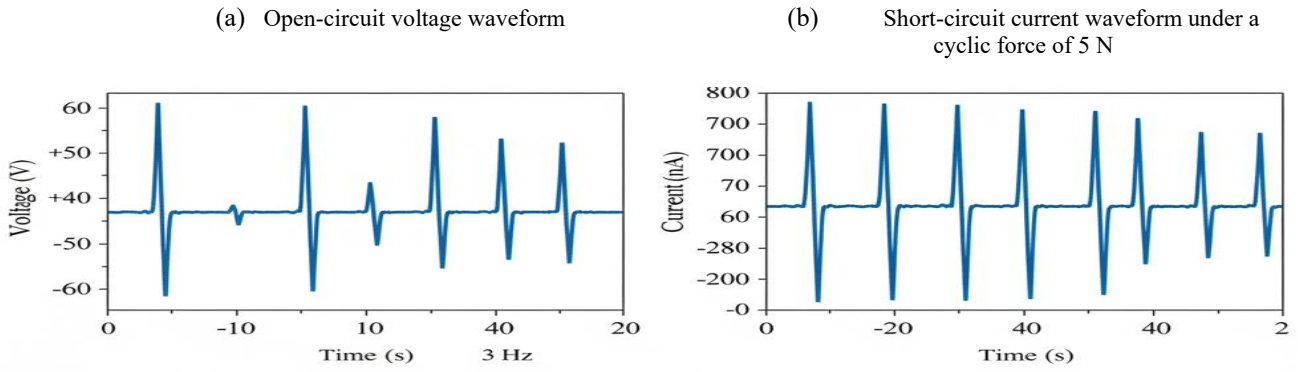 (a) Open-circuit voltage waveform
60
+50
+40
-50
-60
Voltage (V)
0 -10 10 40 20
Time (s) 3 Hz
(b) Short-circuit current waveform under a
cyclic force of 5 N
800
700
700
70
60
-280
-200
-0
Current (nA)
0 -20 40 40 2
Time (s)